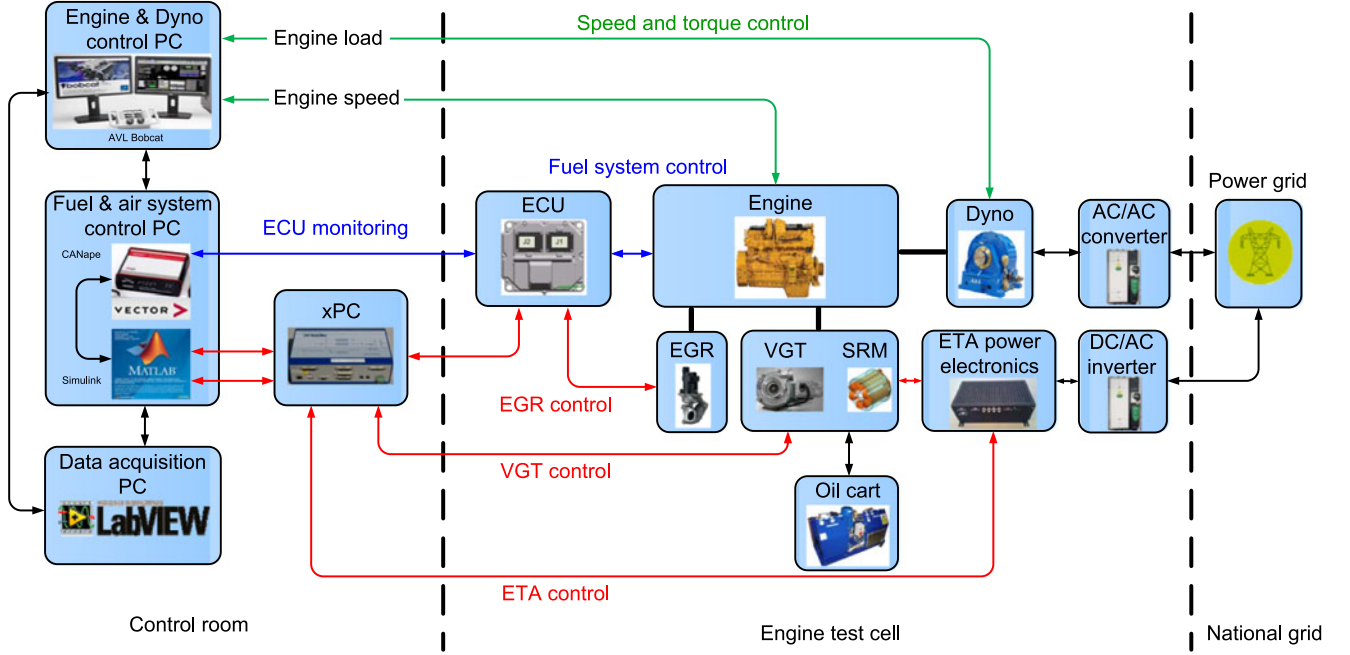 Engine & Dyno
control PC
bobcat
AVL Bobcat
Engine load
Speed and torque control
Engine speed
Fuel system control
Fuel & air system
control PC
CANape
VECTOR
MATLAB
Simulink
ECU monitoring
xPC
ECU
J2
J1
Engine
Dyno
AC/AC
converter
Power grid
EGR
VGT
SRM
ETA power
electronics
DC/AC
inverter
EGR control
VGT control
Data acquisition
PC
LabVIEW
Oil cart
ETA control
Control room
Engine test cell
National grid